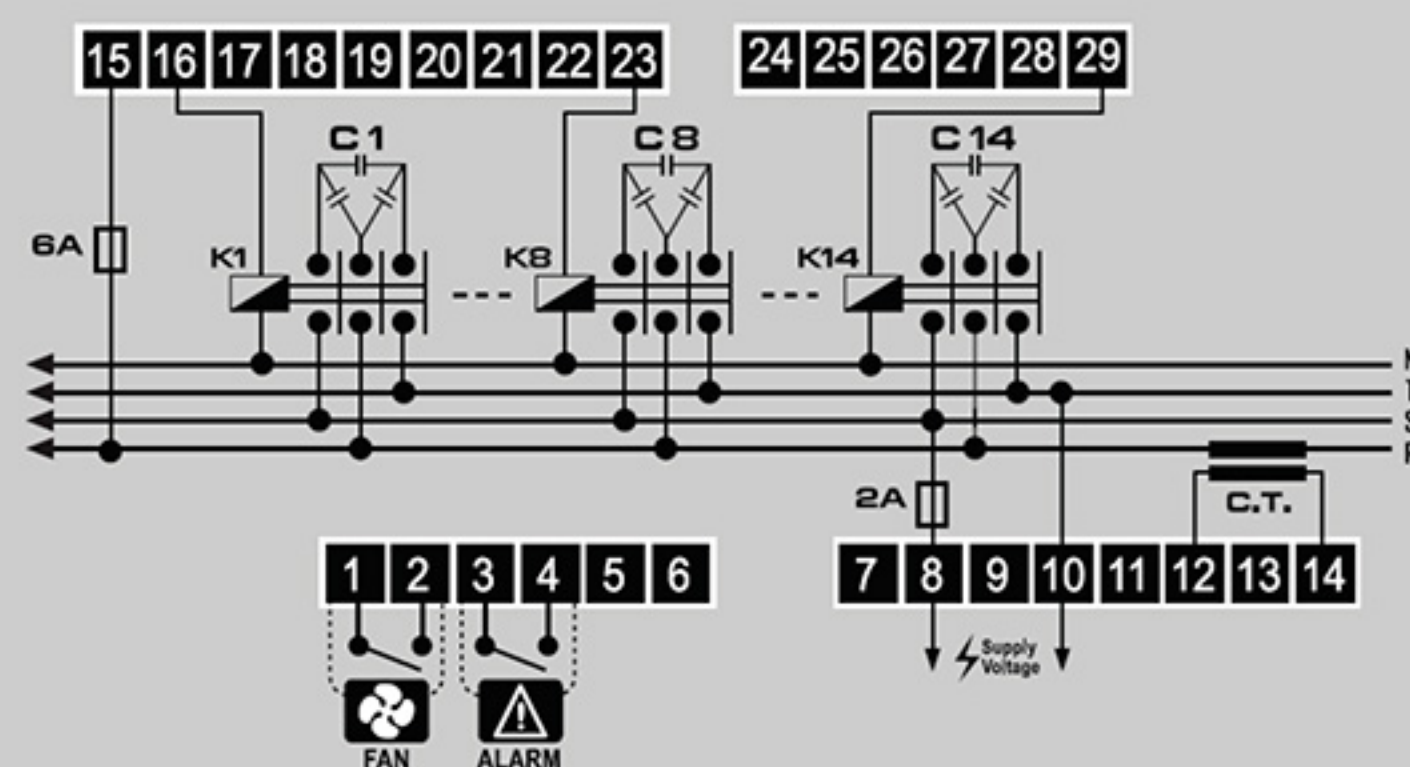 15 16 17 18 19 20 21 22 23 24 25 26 27 28 29
C1 C8 C14
6A K1 K8 K14
T
S
2A C.T.
1 2 3 4 5 6 7 8 9 10 11 12 13 14
Supply
Voltage
FAN ALARM